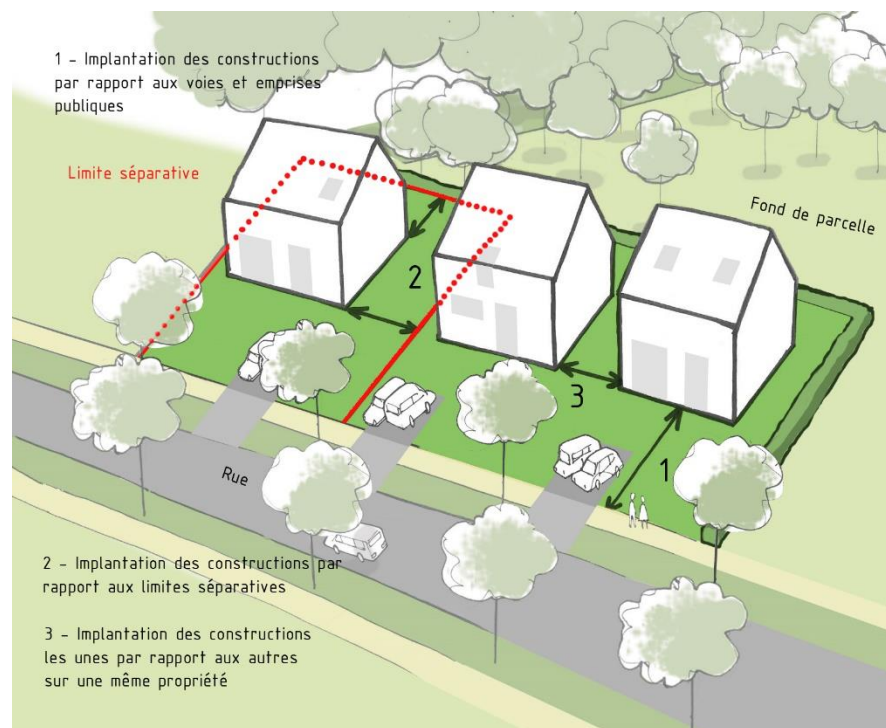 1 - Implantation des constructions
par rapport aux voies et emprises
publiques
Limite séparative
Fond de parcelle
2
3
1
Rue
2 - Implantation des constructions par
rapport aux limites séparatives
3 - Implantation des constructions
les unes par rapport aux autres
sur une même propriété